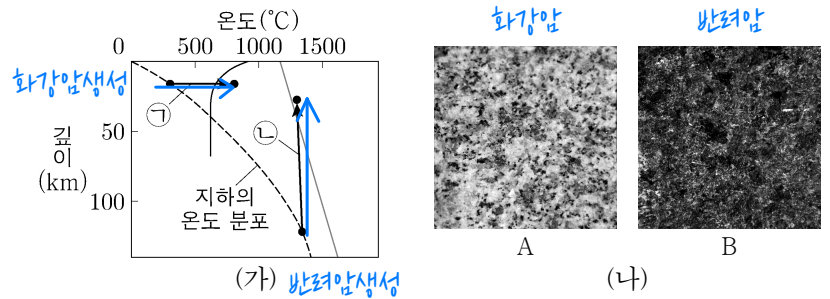 온도(℃)
0 500 1000 1500
화강암생성
㉠
50
㉡
깊이
(km)
100
지하의
온도 분포
(가)
반려암생성
화강암
반려암
A
B
(나)